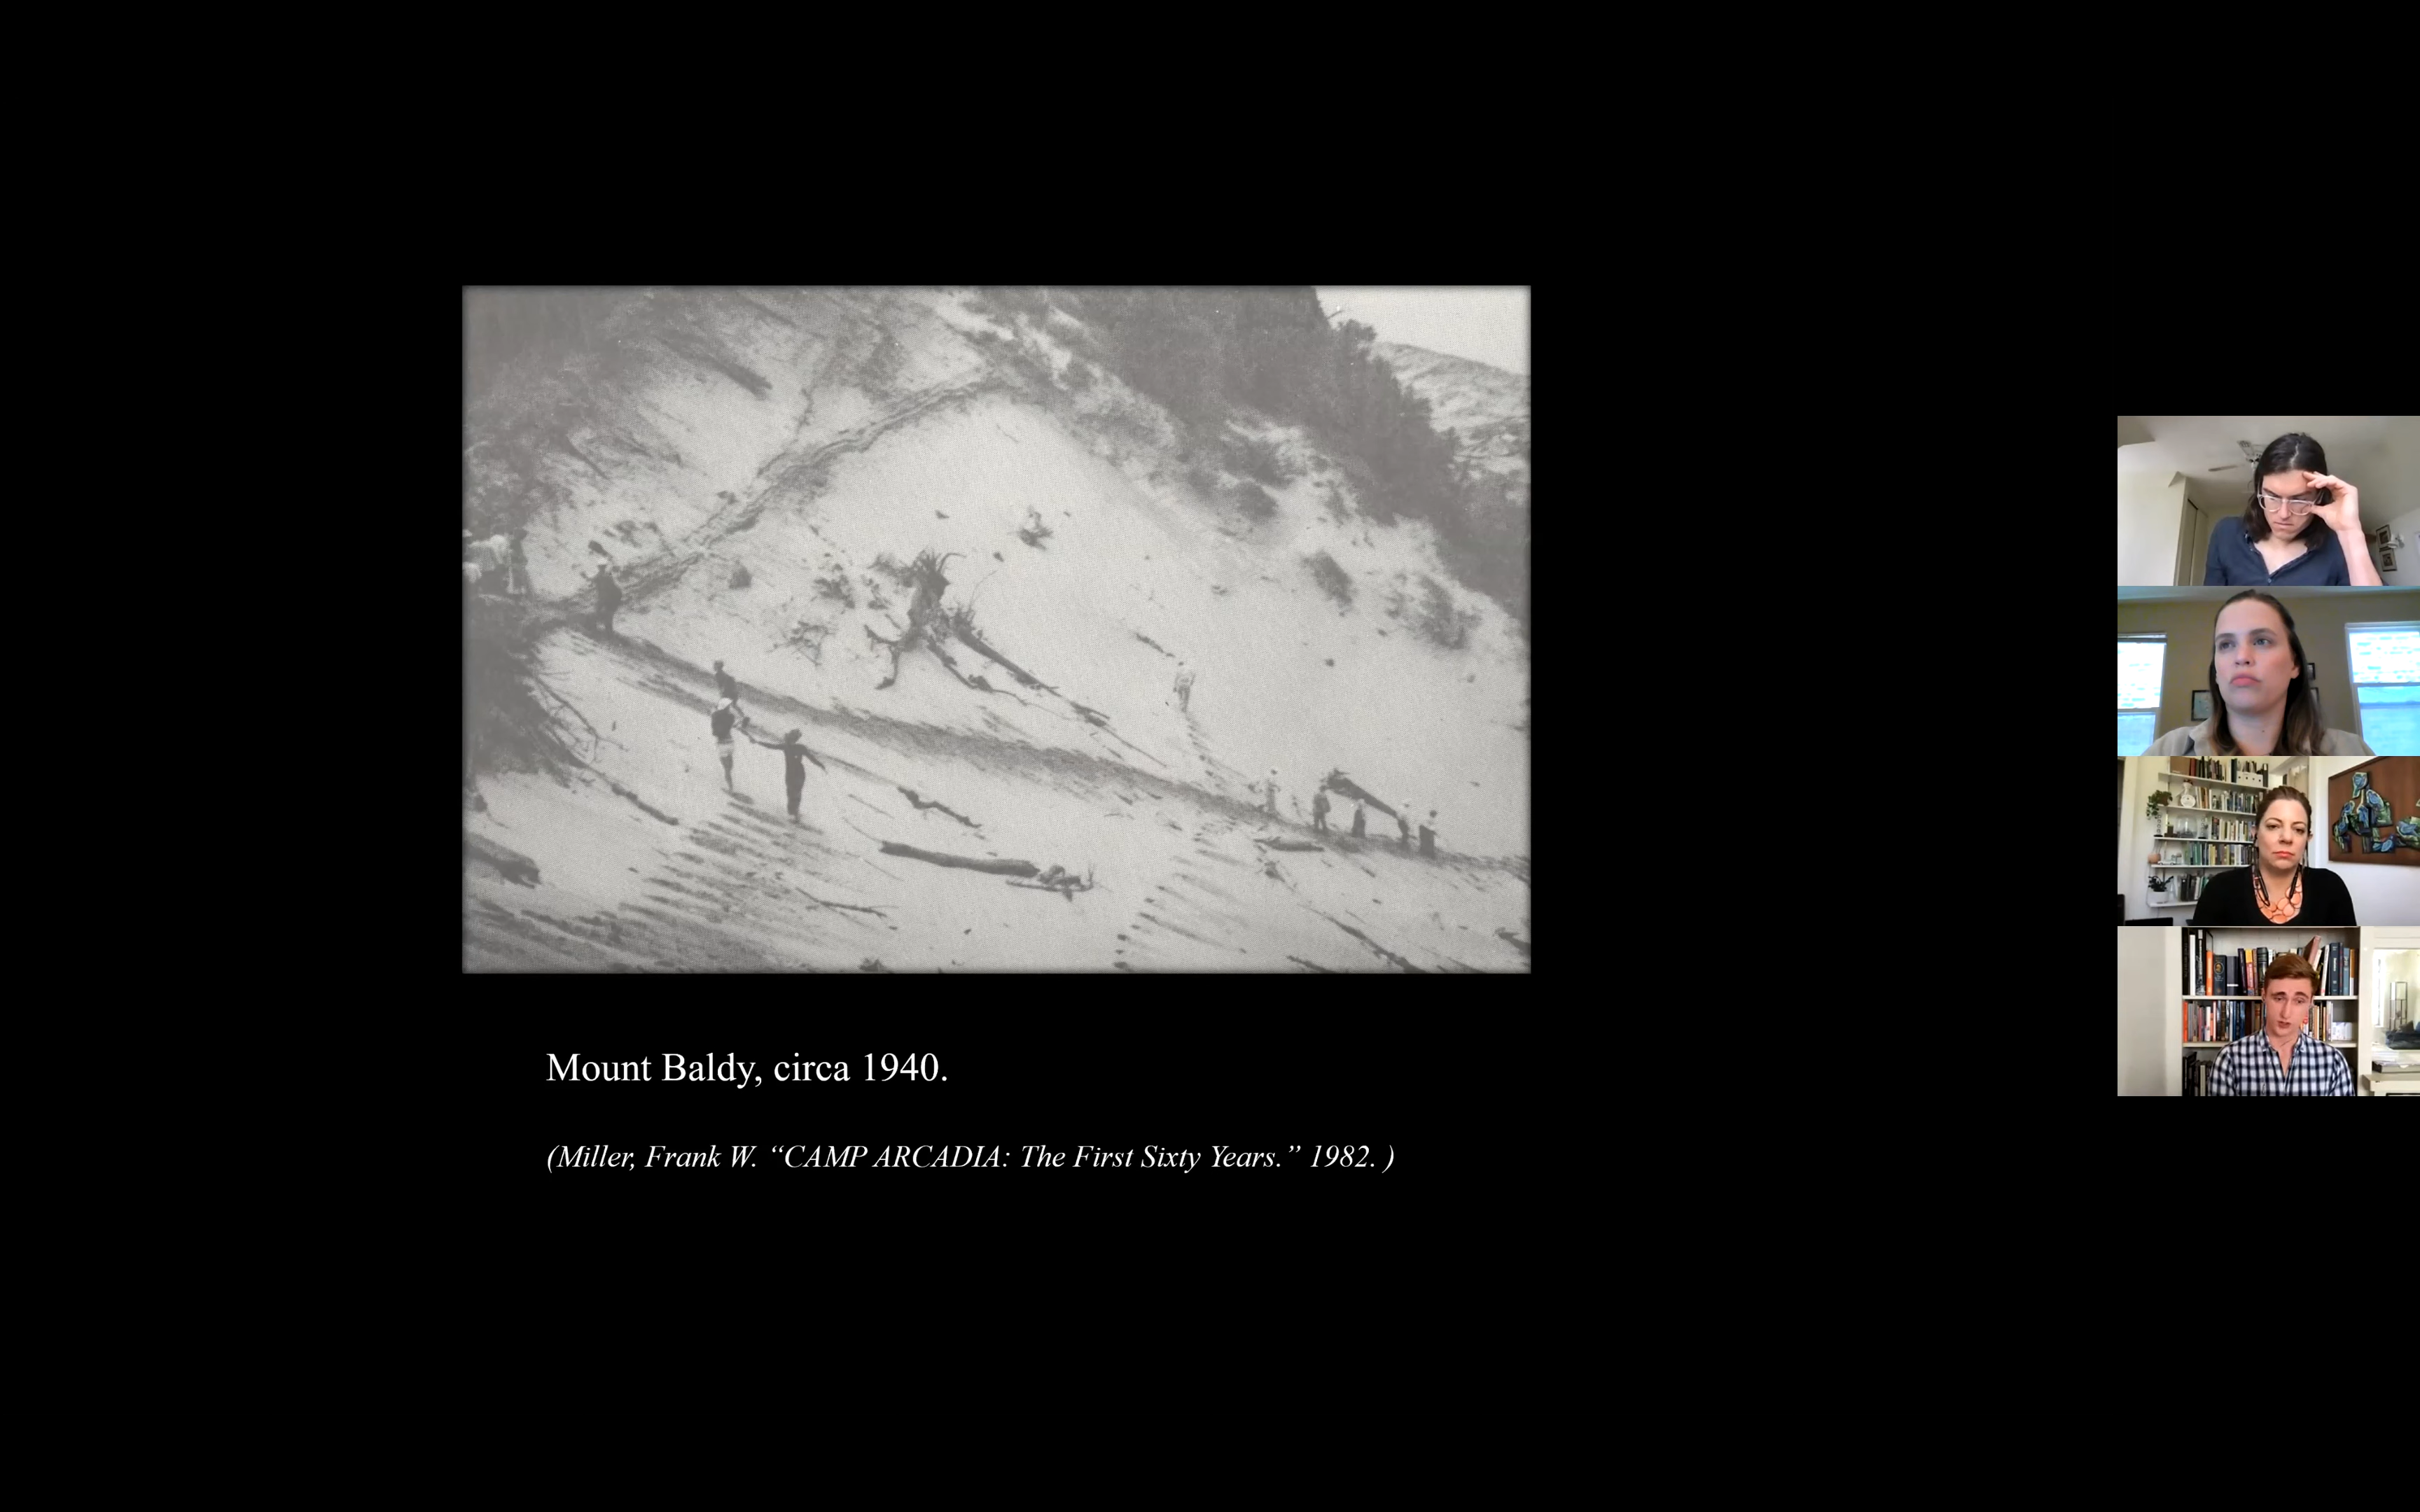 Mount Baldy, circa 1940.
(Miller, Frank W. “CAMP ARCADIA: The First Sixty Years.” 1982. )